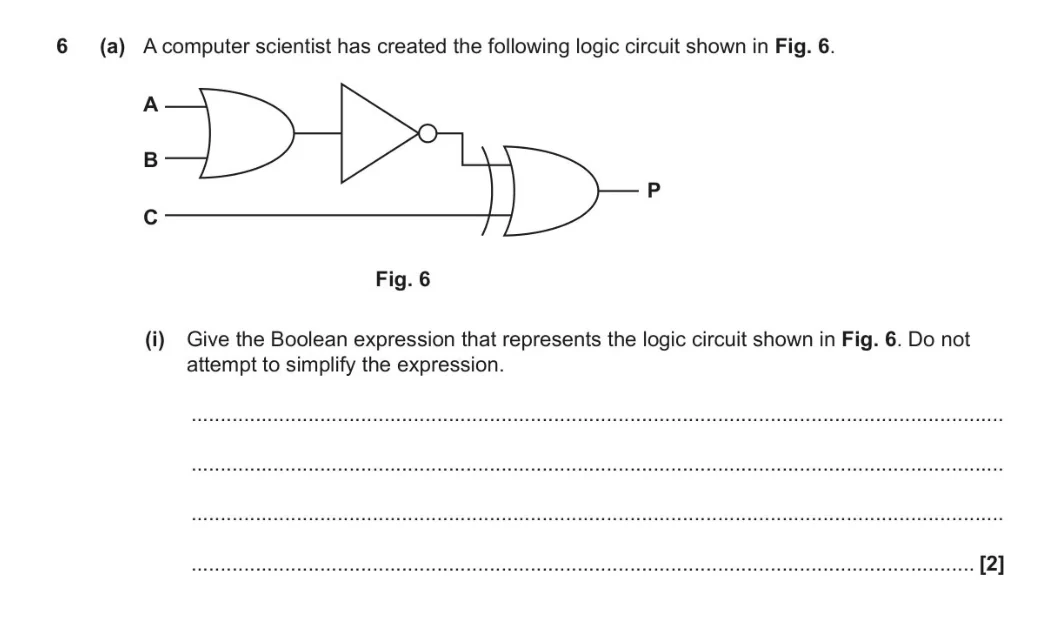 6 (a) A computer scientist has created the following logic circuit shown in Fig. 6.
A
B
P
C
Fig. 6
(i) Give the Boolean expression that represents the logic circuit shown in Fig. 6. Do not
attempt to simplify the expression.
[2]